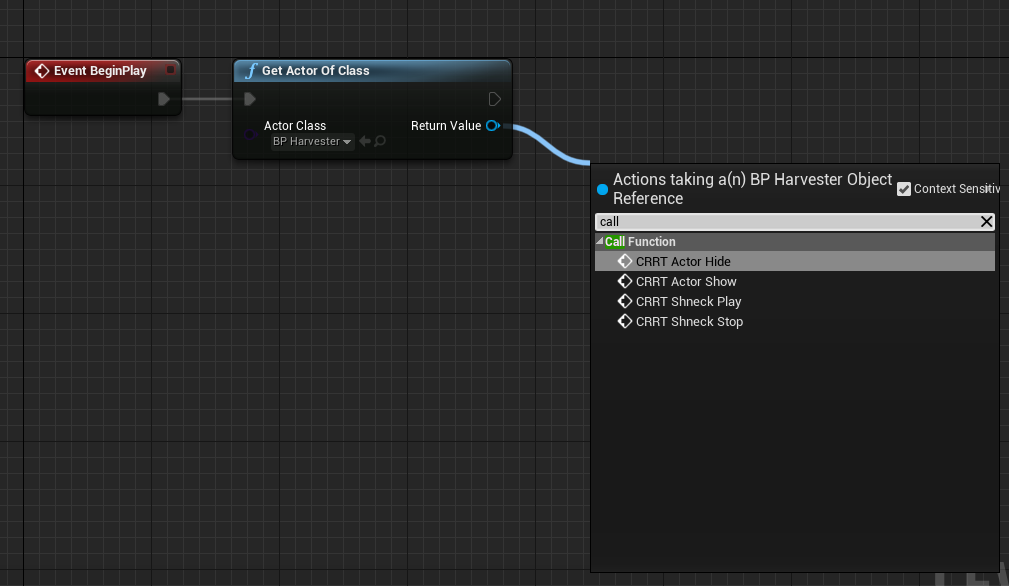 Event BeginPlay
f Get Actor Of Class
Actor Class
Return Value
BP Harvester
Actions taking a(n) BP Harvester Object
Reference
Context Sensitiv
call
Call Function
CRRT Actor Hide
CRRT Actor Show
CRRT Shneck Play
CRRT Shneck Stop